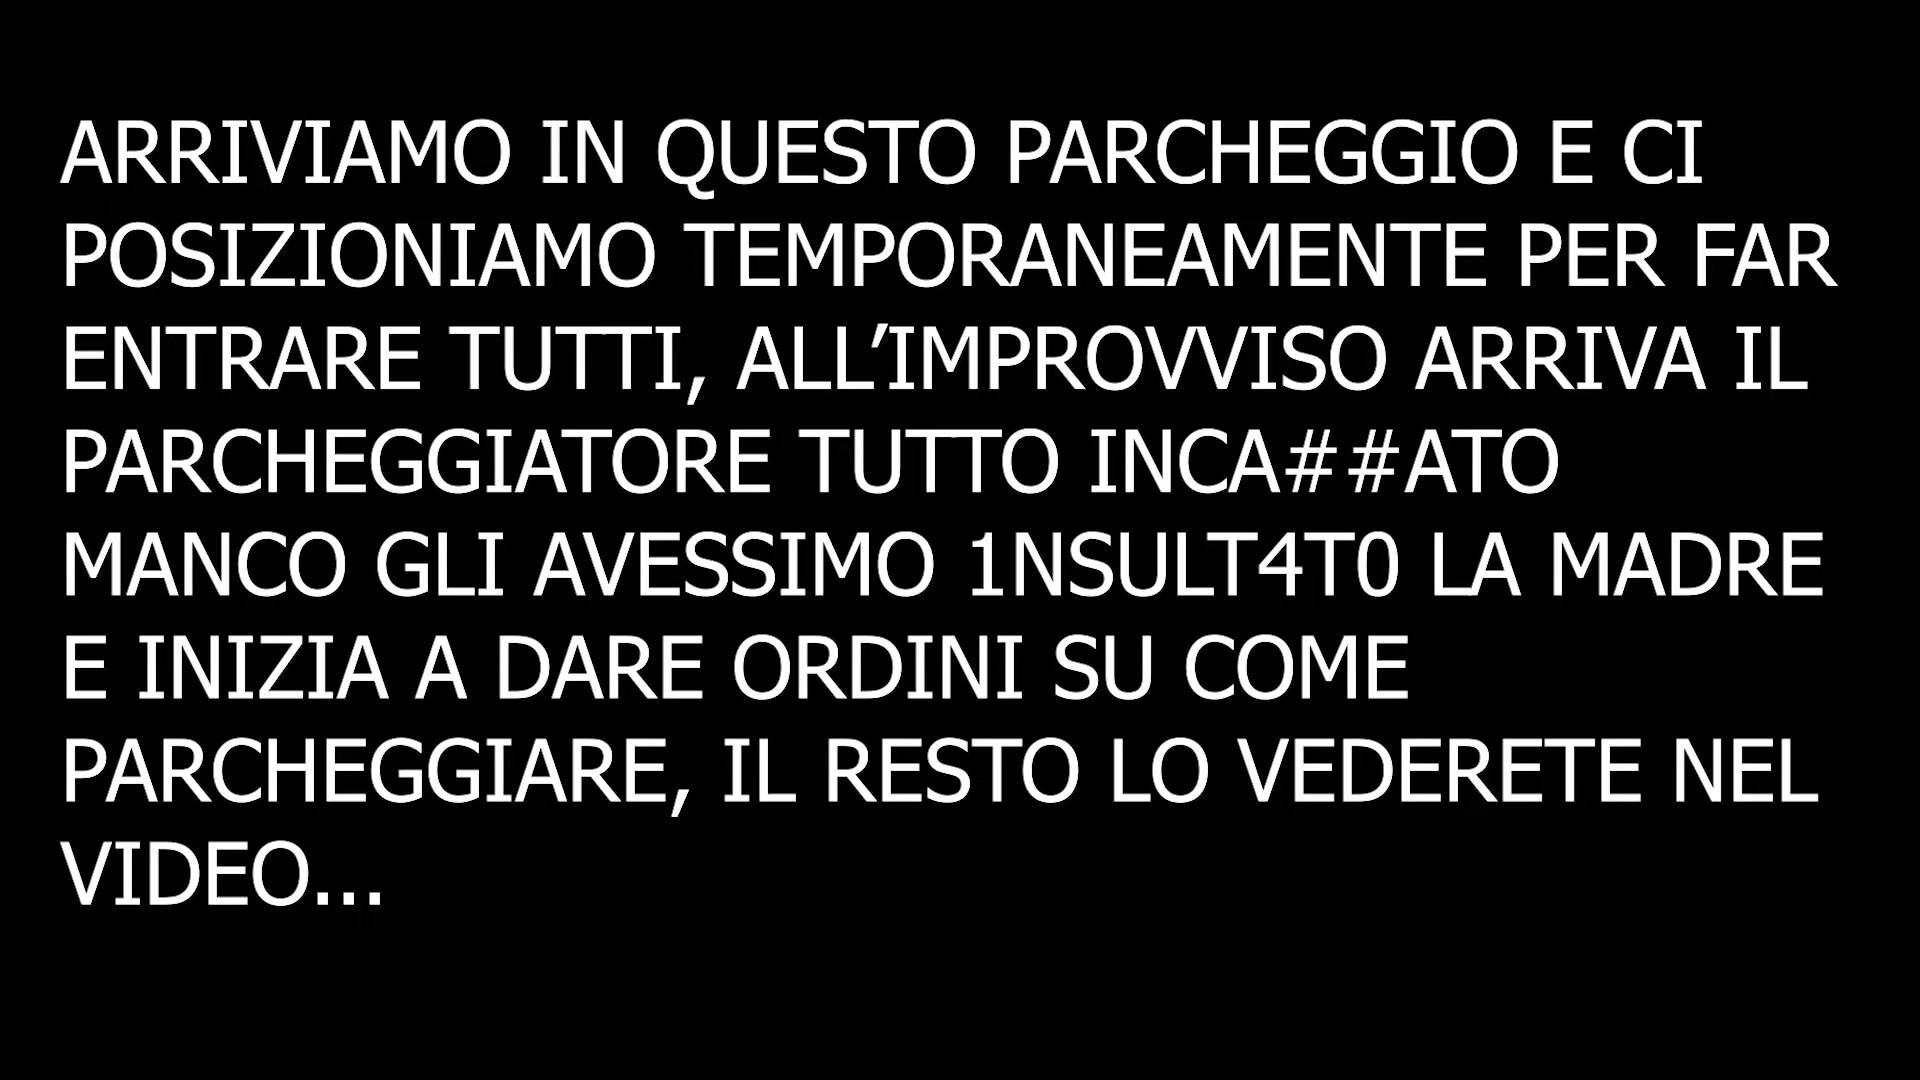 ARRIVIAMO IN QUESTO PARCHEGGIO E CI
POSIZIONIAMO TEMPORANEAMENTE PER FAR
ENTRARE TUTTI, ALL’IMPROVVISO ARRIVA IL
PARCHEGGIATORE TUTTO INCA##ATO
MANCO GLI AVESSIMO 1NSULT4T0 LA MADRE
E INIZIA A DARE ORDINI SU COME
PARCHEGGIARE, IL RESTO LO VEDERETE NEL
VIDEO...